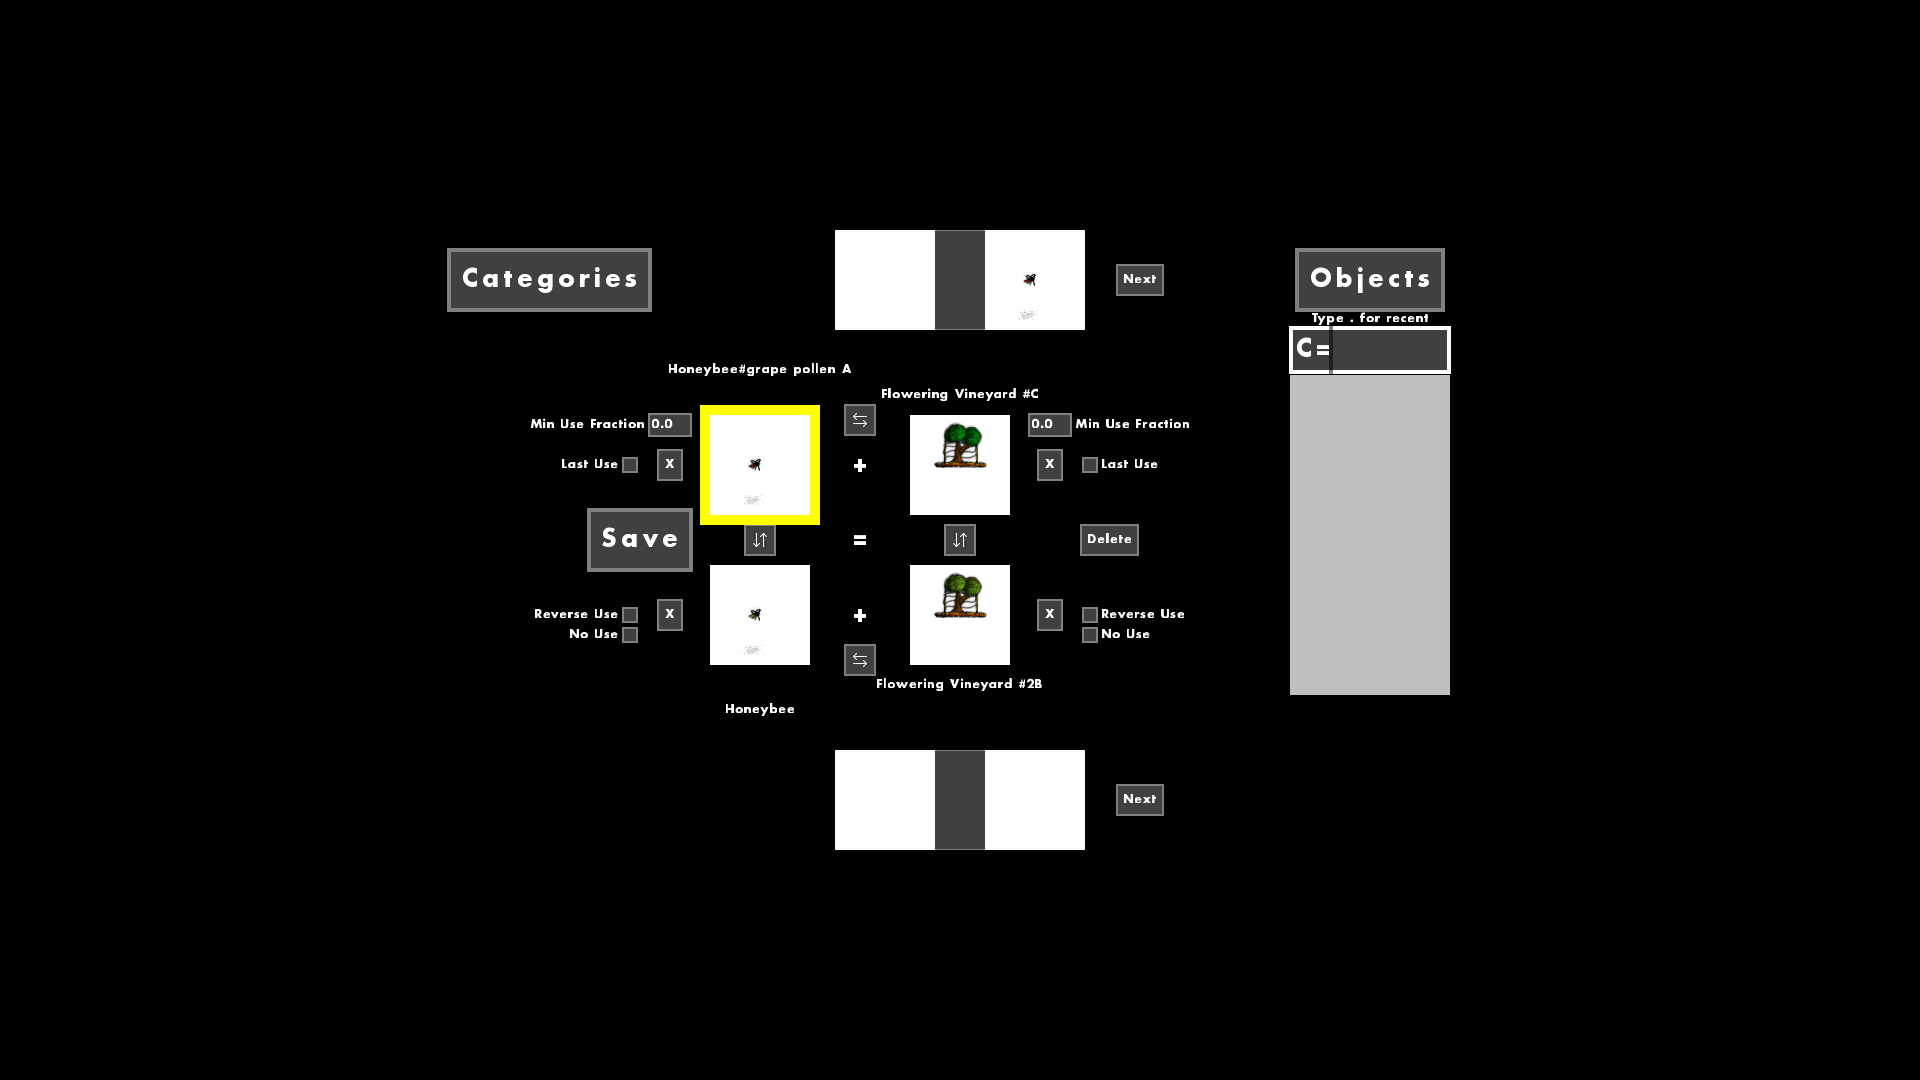 Categories
Next
Objects
Type . for recent
C=
Honeybee#grape pollen A
Flowering Vineyard #C
Min Use Fraction 0.0
0.0 Min Use Fraction
Last Use
X
+
X
Last Use
Save
=
Delete
Reverse Use
No Use
X
+
X
Reverse Use
No Use
Flowering Vineyard #2B
Honeybee
Next